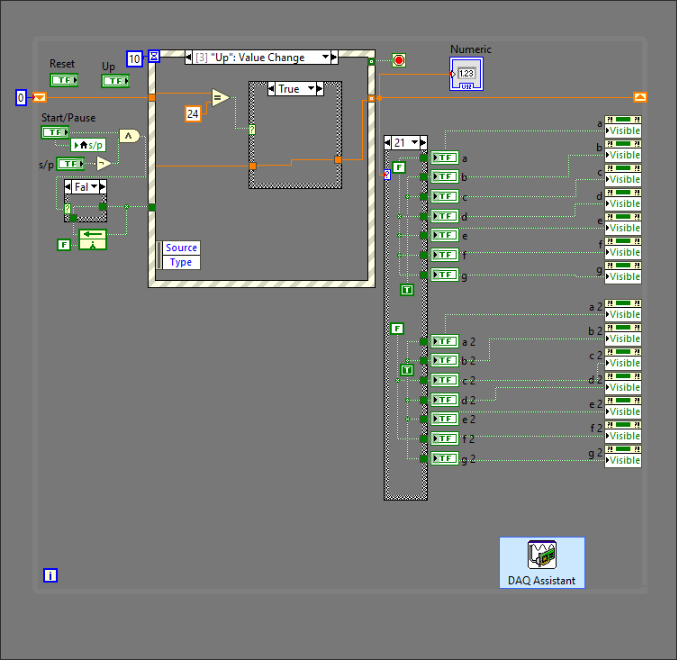 Reset
TF
Up
TF
10
[3] "Up": Value Change
Numeric
1.23
U32
0
24
=
True
?
Start/Pause
TF
s/p
s/p
TF
Fal
?
F
Source
Type
21
?
F
T
F
T
TF a
TF b
TF c
TF d
TF e
TF f
TF g
TF a 2
TF b 2
TF c 2
TF d 2
TF e 2
TF f 2
TF g 2
a
Visible
b
Visible
c
Visible
d
Visible
e
Visible
f
Visible
g
Visible
a 2
Visible
b 2
Visible
c 2
Visible
d 2
Visible
e 2
Visible
f 2
Visible
g 2
Visible
DAQ Assistant
i